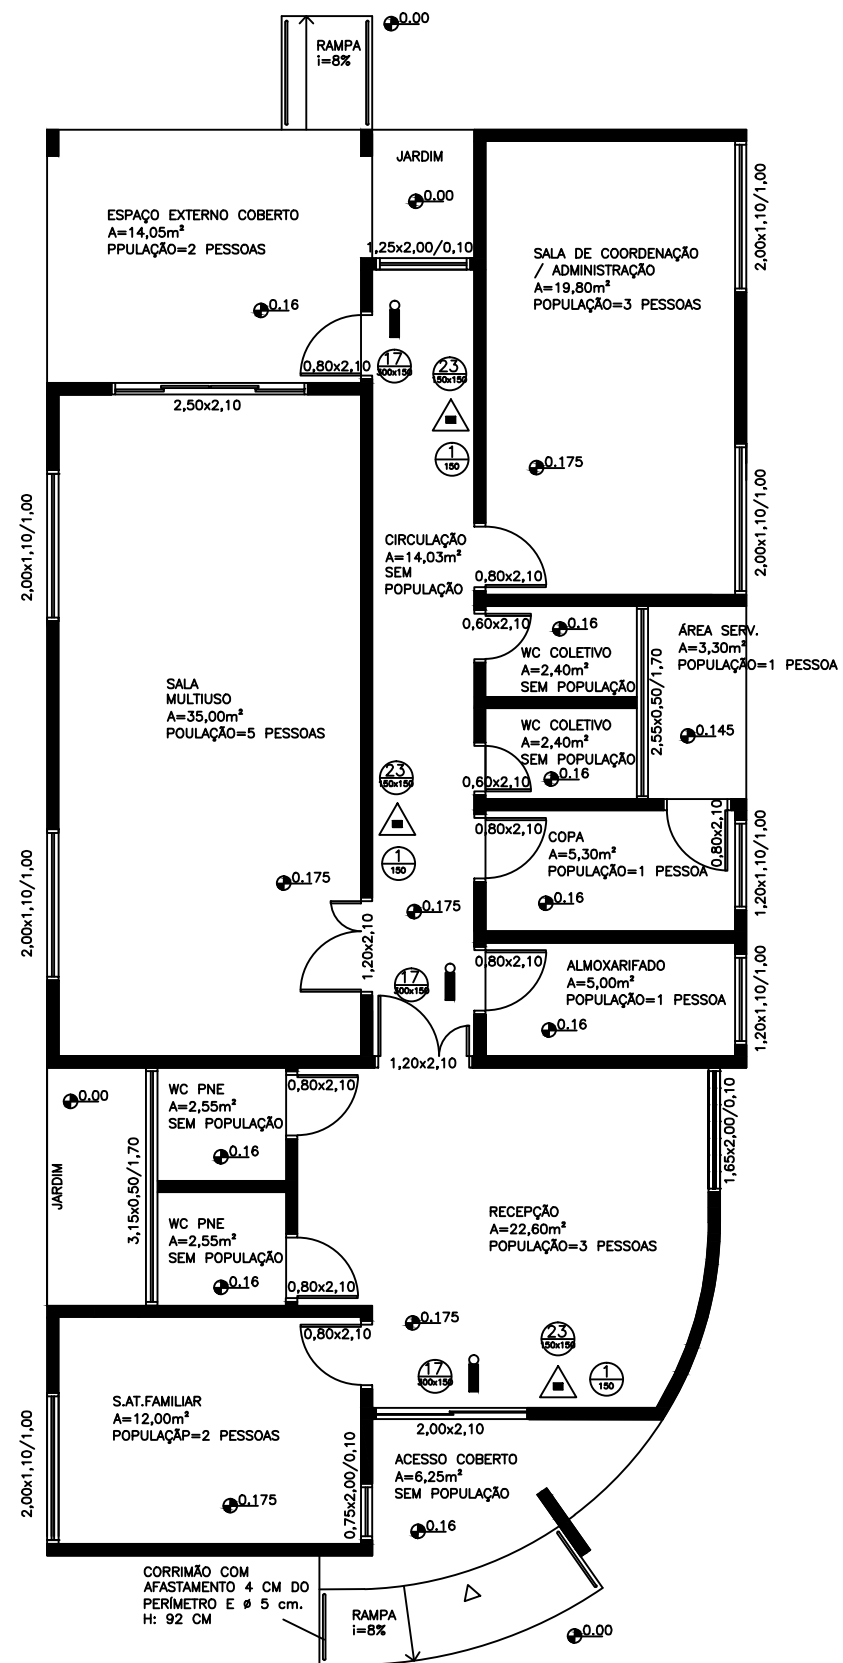 0.00
RAMPA
i=8%
JARDIM
0.00
1,25x2,00/0,10
ESPAÇO EXTERNO COBERTO
A=14,05m²
PPULAÇÃO=2 PESSOAS
0.16
0,80x2,10
2,50x2,10
SALA DE COORDENAÇÃO
/ ADMINISTRAÇÃO
A=19,80m²
POPULAÇÃO=3 PESSOAS
2,00x1,10/1,00
17
300x150
23
150x150
1
150
0.175
2,00x1,10/1,00
2,00x1,10/1,00
CIRCULAÇÃO
A=14,03m²
SEM
POPULAÇÃO
0,80x2,10
0,60x2,10
0.16
WC COLETIVO
A=2,40m²
SEM POPULAÇÃO
2,55x0,50/1,70
ÁREA SERV.
A=3,30m²
POPULAÇÃO=1 PESSOA
0.145
SALA
MULTIUSO
A=35,00m²
POULAÇÃO=5 PESSOAS
WC COLETIVO
A=2,40m²
SEM POPULAÇÃO
0.16
0,60x2,10
23
150x150
1
150
0,80x2,10
COPA
A=5,30m²
POPULAÇÃO=1 PESSOA
0.16
0,80x2,10
1,20x1,10/1,00
2,00x1,10/1,00
0.175
0.175
1,20x2,10
0,80x2,10
17
300x150
ALMOXARIFADO
A=5,00m²
POPULAÇÃO=1 PESSOA
0.16
1,20x1,10/1,00
1,20x2,10
0.00
JARDIM
3,15x0,50/1,70
WC PNE
A=2,55m²
SEM POPULAÇÃO
0.16
0,80x2,10
1,65x2,00/0,10
WC PNE
A=2,55m²
SEM POPULAÇÃO
0.16
0,80x2,10
RECEPÇÃO
A=22,60m²
POPULAÇÃO=3 PESSOAS
0.175
0,80x2,10
23
150x150
17
300x150
1
150
S.AT.FAMILIAR
A=12,00m²
POPULAÇÃP=2 PESSOAS
2,00x1,10/1,00
0.175
0,75x2,00/0,10
2,00x2,10
ACESSO COBERTO
A=6,25m²
SEM POPULAÇÃO
0.16
CORRIMÃO COM
AFASTAMENTO 4 CM DO
PERÍMETRO E ø 5 cm.
H: 92 CM
RAMPA
i=8%
0.00